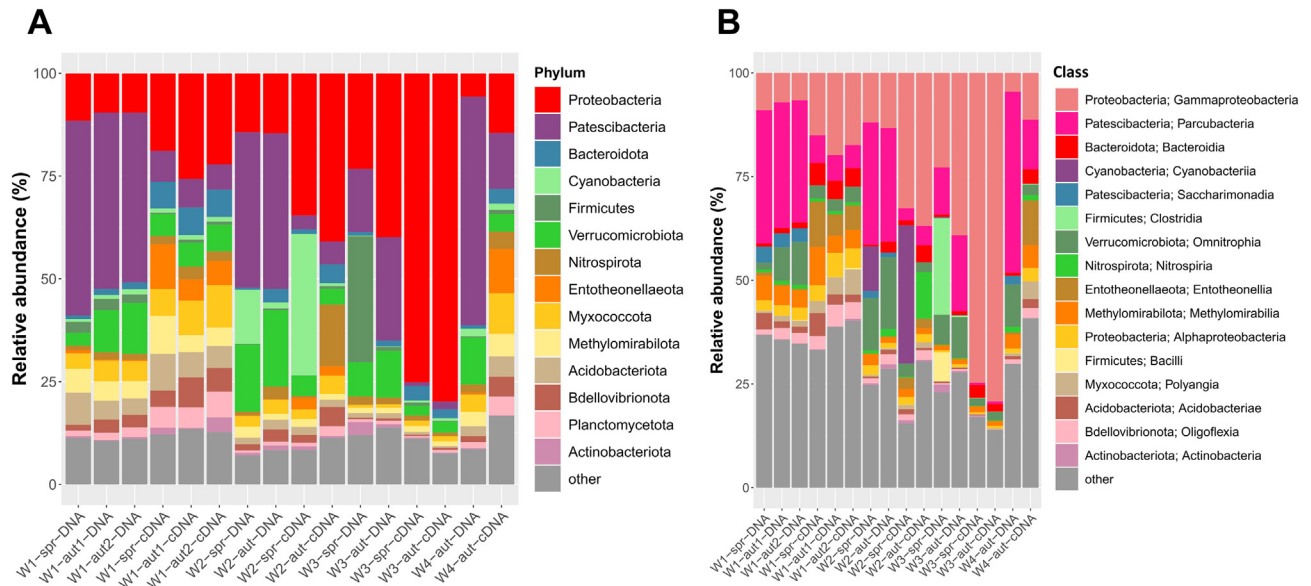 A
Relative abundance (%)
100
75
50
25
0
W1-spr-DNA
W1-aut1-DNA
W1-aut2-DNA
W1-spr-cDNA
W1-aut1-cDNA
W1-aut2-cDNA
W2-spr-DNA
W2-aut-DNA
W2-spr-cDNA
W2-aut-cDNA
W3-spr-DNA
W3-aut-DNA
W3-spr-cDNA
W3-aut-cDNA
W4-aut-DNA
W4-aut-cDNA
Phylum
Proteobacteria
Patescibacteria
Bacteroidota
Cyanobacteria
Firmicutes
Verrucomicrobiota
Nitrospirota
Entotheonellaeota
Myxococcota
Methylomirabilota
Acidobacteriota
Bdellovibrionota
Planctomycetota
Actinobacteriota
other
B
Relative abundance (%)
100
75
50
25
0
W1-spr-DNA
W1-aut1-DNA
W1-aut2-DNA
W1-spr-cDNA
W1-aut1-cDNA
W1-aut2-cDNA
W2-spr-DNA
W2-aut-DNA
W2-spr-cDNA
W2-aut-cDNA
W3-spr-DNA
W3-aut-DNA
W3-spr-cDNA
W3-aut-cDNA
W4-aut-DNA
W4-aut-cDNA
Class
Proteobacteria; Gammaproteobacteria
Patescibacteria; Parcubacteria
Bacteroidota; Bacteroidia
Cyanobacteria; Cyanobacteriia
Patescibacteria; Saccharimonadia
Firmicutes; Clostridia
Verrucomicrobiota; Omnitrophia
Nitrospirota; Nitrospiria
Entotheonellaeota; Entotheonellia
Methylomirabilota; Methylomirabilia
Proteobacteria; Alphaproteobacteria
Firmicutes; Bacilli
Myxococcota; Polyangia
Acidobacteriota; Acidobacteriae
Bdellovibrionota; Oligoflexia
Actinobacteriota; Actinobacteria
other